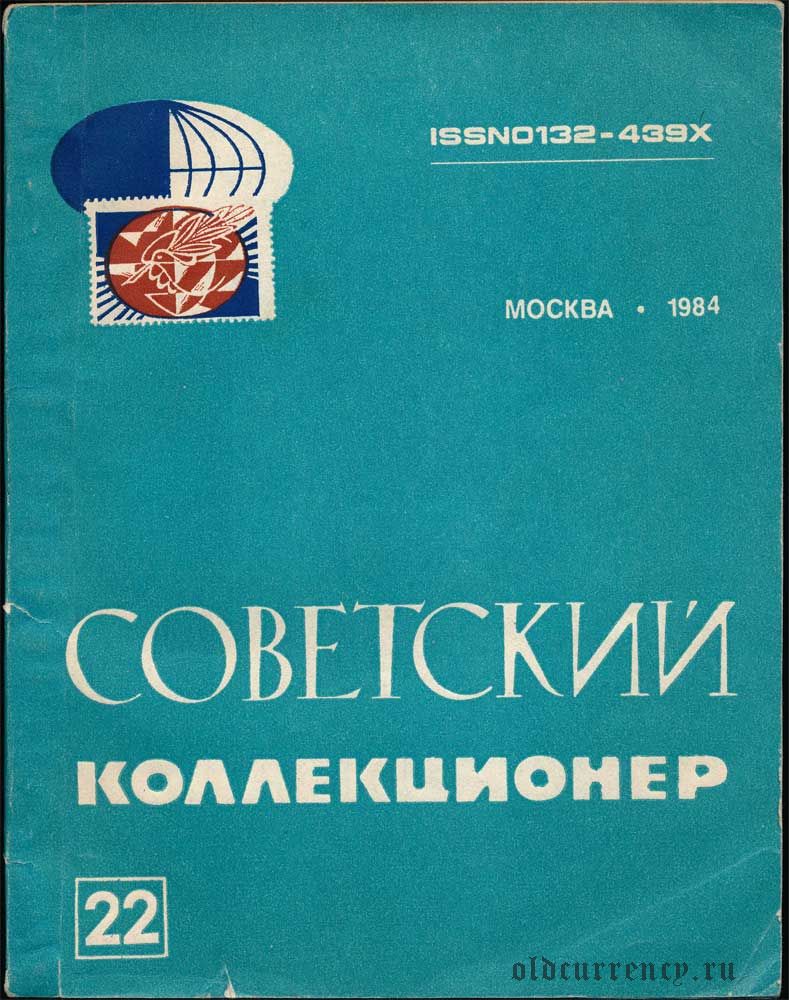 ISSN0132-439X
МОСКВА • 1984
СОВЕТСКИЙ
КОЛЛЕКЦИОНЕР
22
oldcurrency.ru